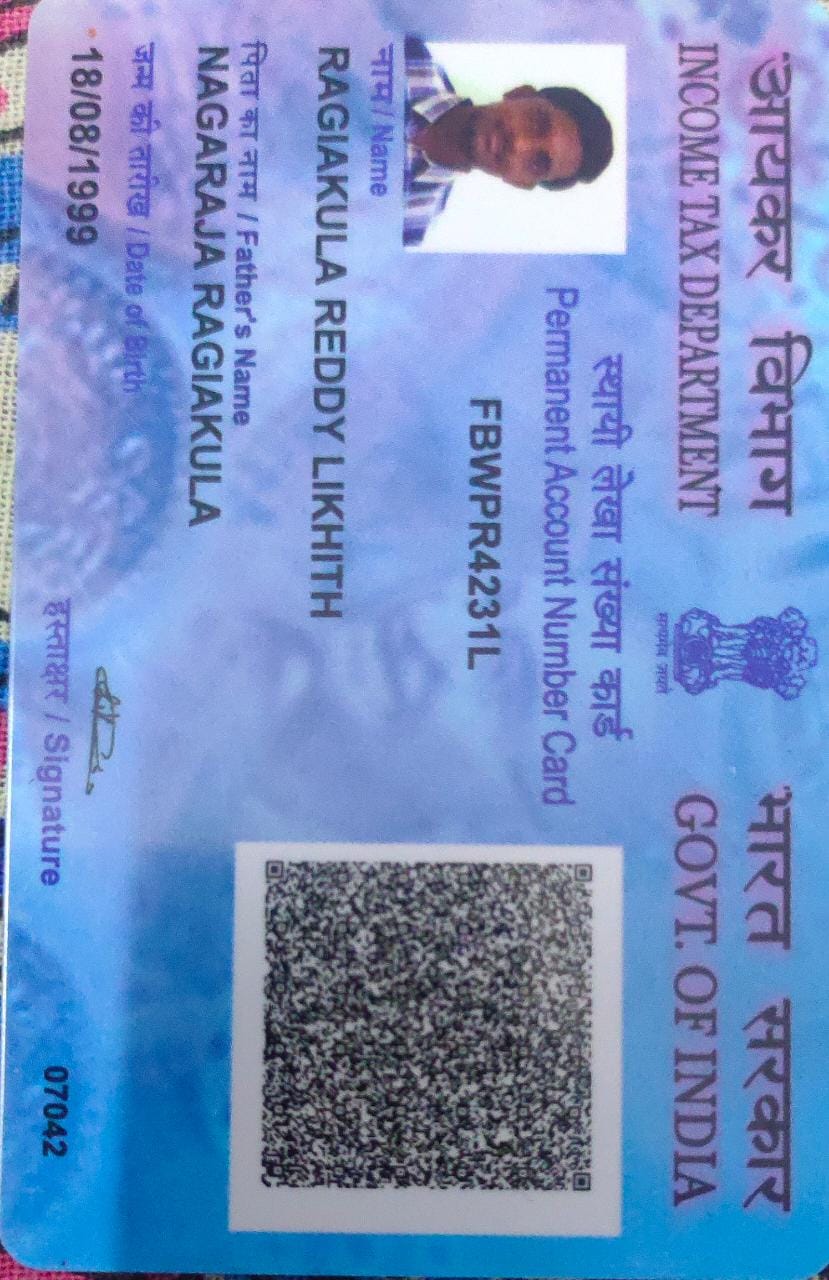 आयकर विभाग
INCOME TAX DEPARTMENT
सत्यमेव जयते
भारत सरकार
GOVT. OF INDIA
स्थायी लेखा संख्या कार्ड
Permanent Account Number Card
FBWPR4231L
नाम / Name
RAGIAKULA REDDY LIKHITH
पिता का नाम / Father's Name
NAGARAJA RAGIAKULA
जन्म की तारीख / Date of Birth
18/08/1999
हस्ताक्षर / Signature
07042